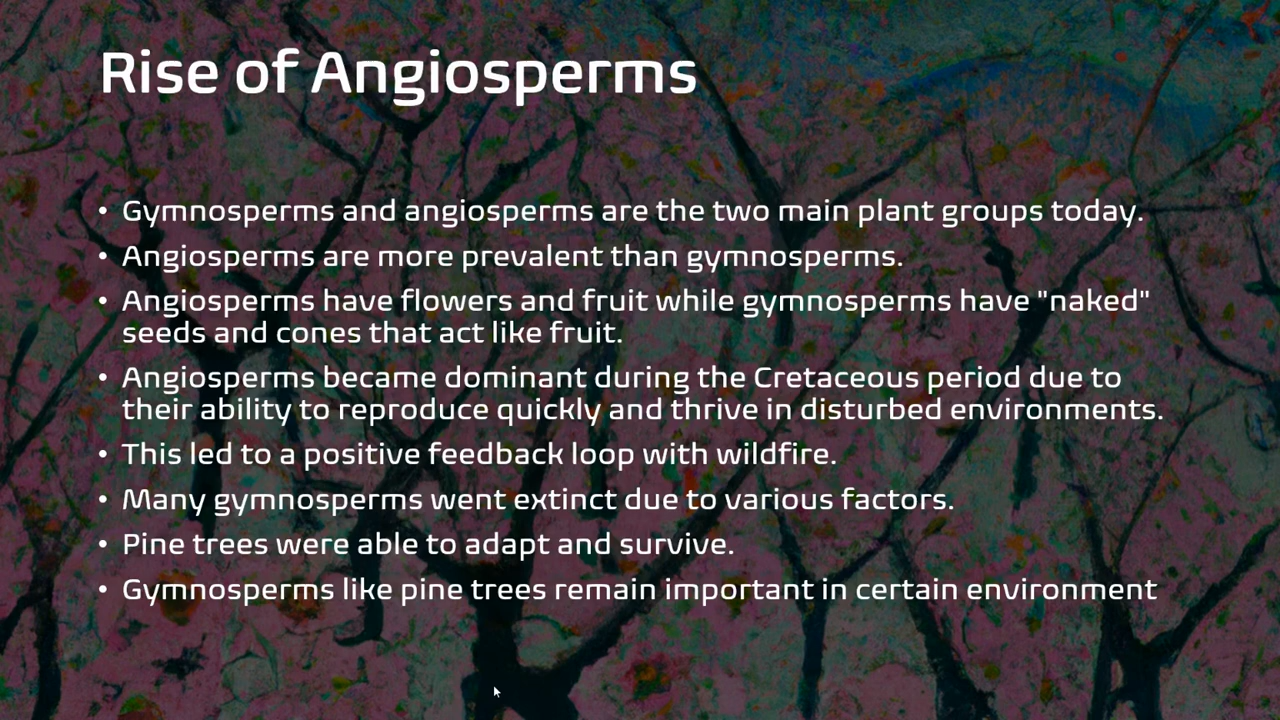 Rise of Angiosperms
• Gymnosperms and angiosperms are the two main plant groups today.
• Angiosperms are more prevalent than gymnosperms.
• Angiosperms have flowers and fruit while gymnosperms have "naked"
seeds and cones that act like fruit.
• Angiosperms became dominant during the Cretaceous period due to
their ability to reproduce quickly and thrive in disturbed environments.
• This led to a positive feedback loop with wildfire.
• Many gymnosperms went extinct due to various factors.
• Pine trees were able to adapt and survive.
• Gymnosperms like pine trees remain important in certain environment